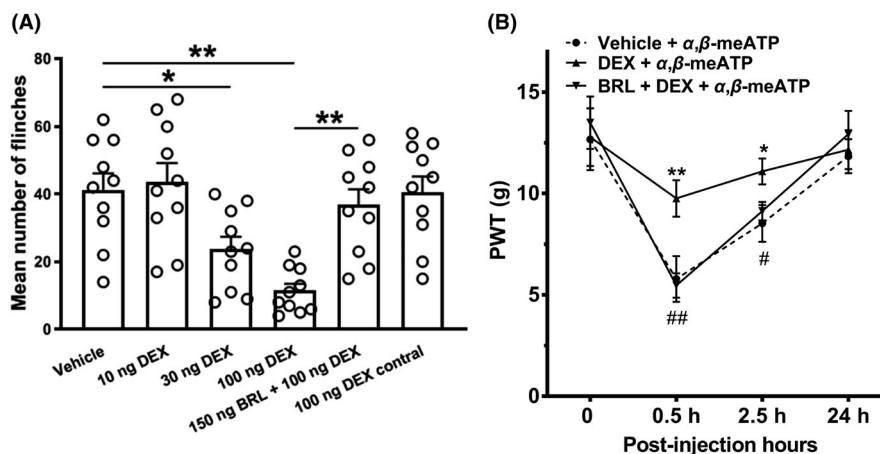 (A)
80
60
40
20
0
Mean number of flinches
**
*
**
Vehicle
10 ng DEX
30 ng DEX
100 ng DEX
150 ng BRL + 100 ng DEX
100 ng DEX contral
(B)
Vehicle + α,β-meATP
DEX + α,β-meATP
BRL + DEX + α,β-meATP
15
10
5
0
PWT (g)
**
*
#
##
0
0.5 h
2.5 h
24 h
Post-injection hours